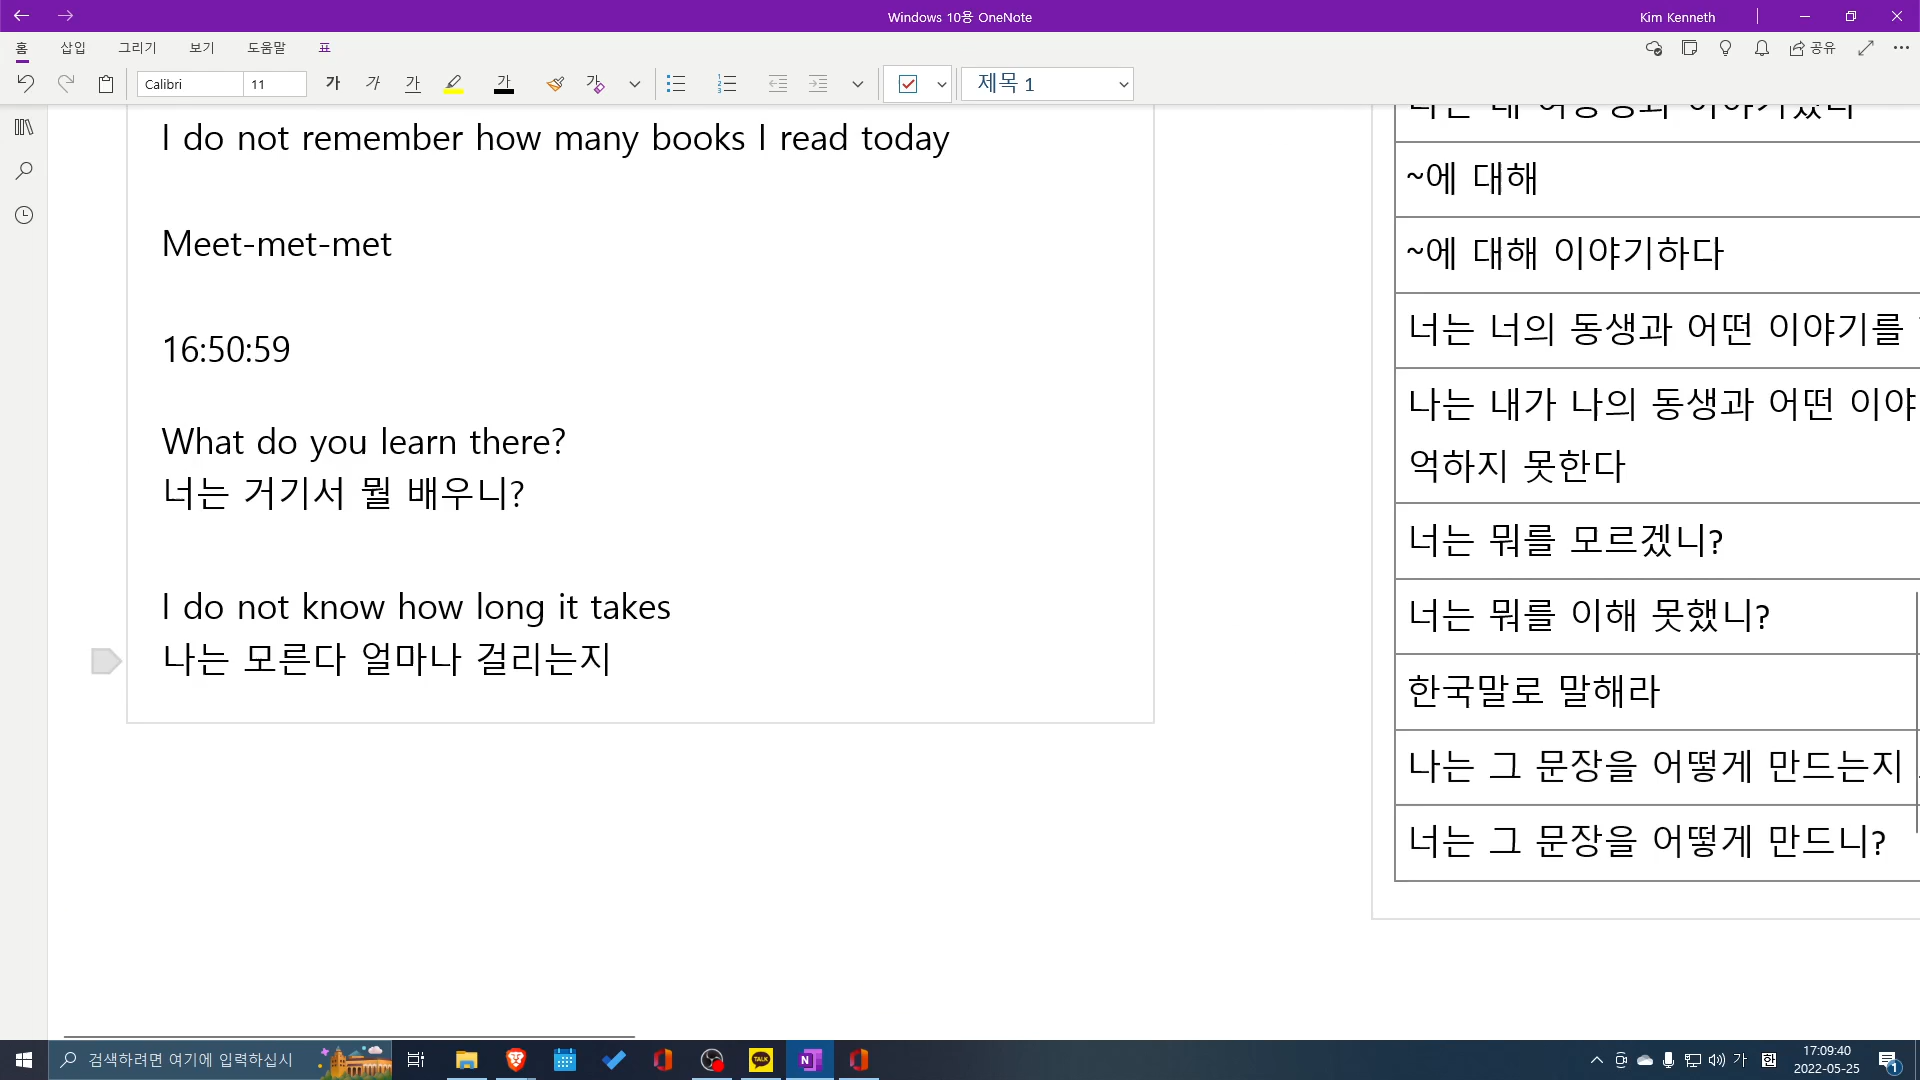 Windows 10용 OneNote
Kim Kenneth
홈 삽입 그리기 보기 도움말 표
공유
Calibri 11 가 가 가 가 가 제목 1
I do not remember how many books I read today
Meet-met-met
16:50:59
What do you learn there?
너는 거기서 뭘 배우니?
I do not know how long it takes
나는 모른다 얼마나 걸리는지
~에 대해
~에 대해 이야기하다
너는 너의 동생과 어떤 이야기를
나는 내가 나의 동생과 어떤 이야
억하지 못한다
너는 뭐를 모르겠니?
너는 뭐를 이해 못했니?
한국말로 말해라
나는 그 문장을 어떻게 만드는지
너는 그 문장을 어떻게 만드니?
검색하려면 여기에 입력하십시
TALK
N
가
한
17:09:40
2022-05-25
1